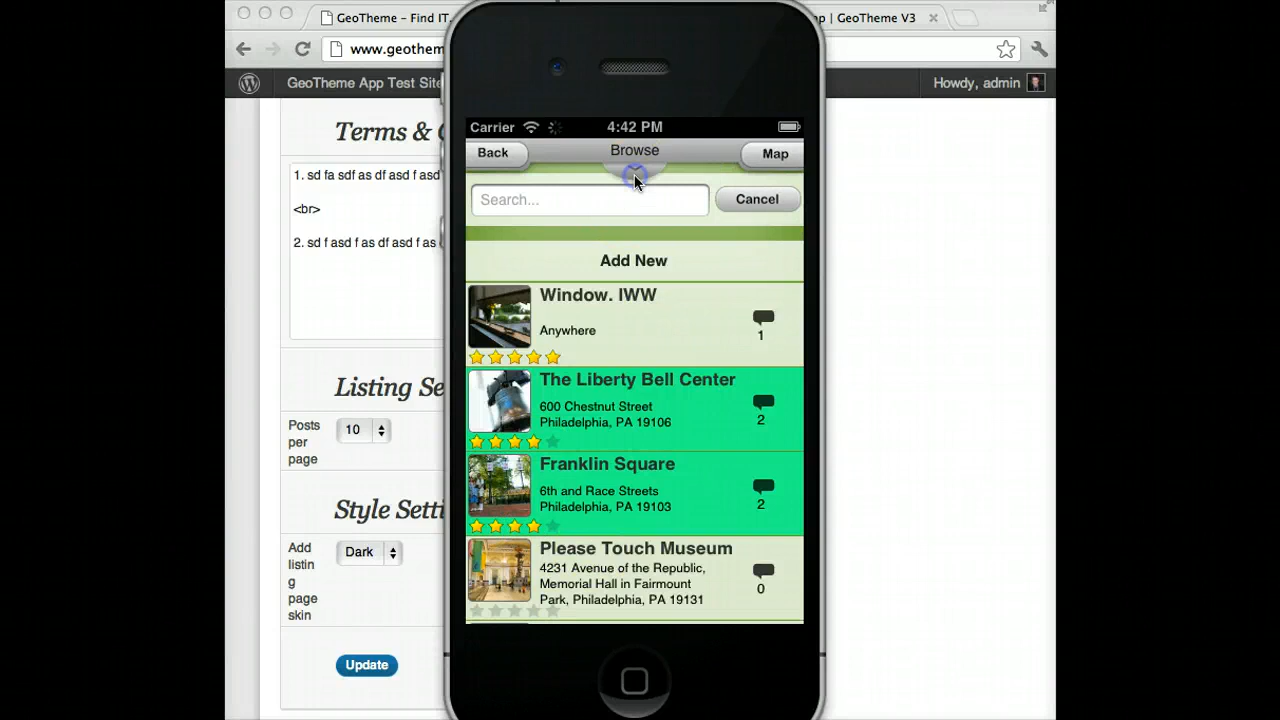 GeoTheme – Find IT.
p | GeoTheme V3
www.geothem
GeoTheme App Test Site
Howdy, admin
Terms & C
1. sd fa sdf as df asd f asd
<br>
2. sd f asd f as df asd f as
Listing Se
Posts
per
page
10
Style Setti
Add
listin
g
page
skin
Dark
Update
Carrier
4:42 PM
Back
Browse
Map
Search...
Cancel
Add New
Window. IWW
Anywhere
1
The Liberty Bell Center
600 Chestnut Street
Philadelphia, PA 19106
2
Franklin Square
6th and Race Streets
Philadelphia, PA 19103
2
Please Touch Museum
4231 Avenue of the Republic,
Memorial Hall in Fairmount
Park, Philadelphia, PA 19131
0